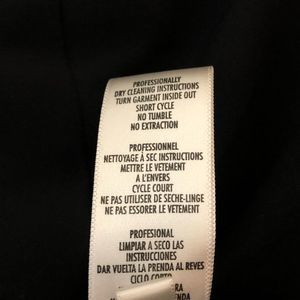 PROFESSIONALLY
DRY CLEANING INSTRUCTIONS
TURN GARMENT INSIDE OUT
SHORT CYCLE
NO TUMBLE
NO EXTRACTION
PROFESSIONNEL
NETTOYAGE À SEC INSTRUCTIONS
METTRE LE VETEMENT
A L'ENVERS
CYCLE COURT
NE PAS UTILISER DE SECHE-LINGE
NE PAS ESSORER LE VETEMENT
PROFESIONAL
LIMPIAR A SECO LAS
INSTRUCCIONES
DAR VUELTA LA PRENDA AL REVES
CICLO CORTO